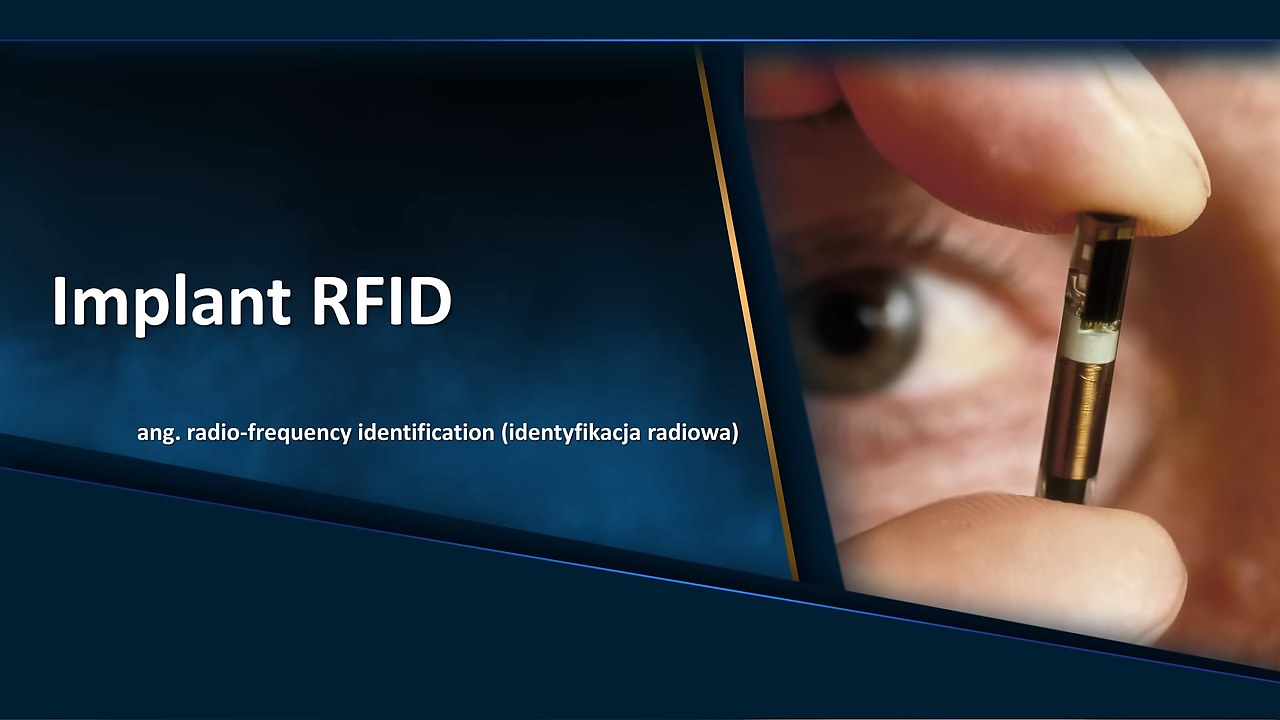 Implant RFID
ang. radio-frequency identification (identyfikacja radiowa)